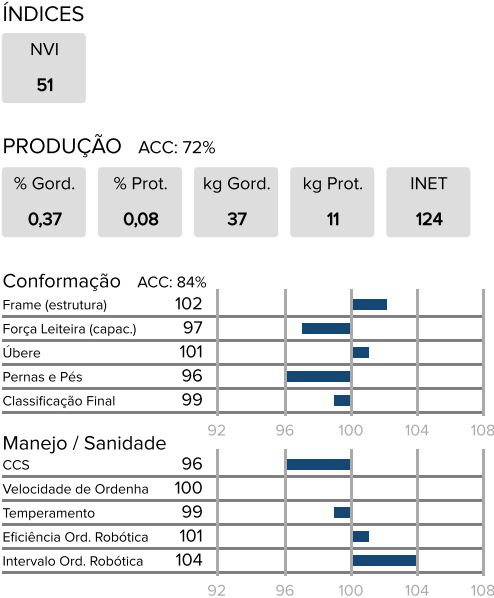 ÍNDICES
NVI
51
PRODUÇÃO ACC: 72%
% Gord. % Prot. kg Gord. kg Prot. INET
0,37 0,08 37 11 124
Conformação ACC: 84%
Frame (estrutura) 102
Força Leiteira (capac.) 97
Úbere 101
Pernas e Pés 96
Classificação Final 99
92 96 100 104 108
Manejo / Sanidade
CCS 96
Velocidade de Ordenha 100
Temperamento 99
Eficiência Ord. Robótica 101
Intervalo Ord. Robótica 104
92 96 100 104 108